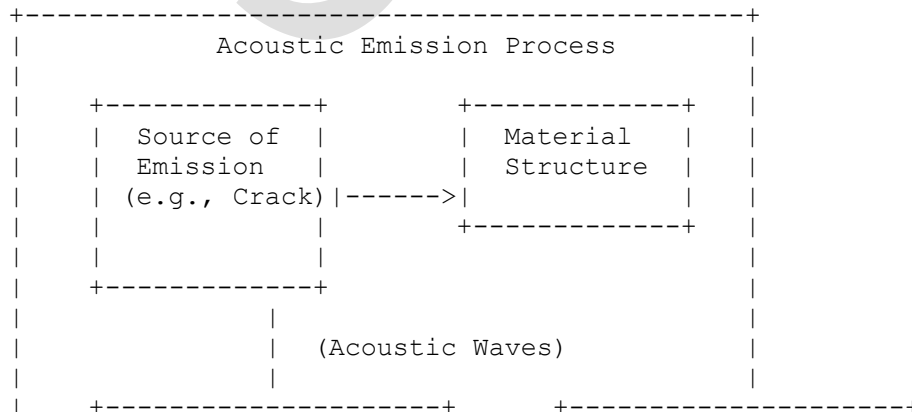 Acoustic Emission Process
Source of Material
Emission Structure
(e.g., Crack)
(Acoustic Waves)